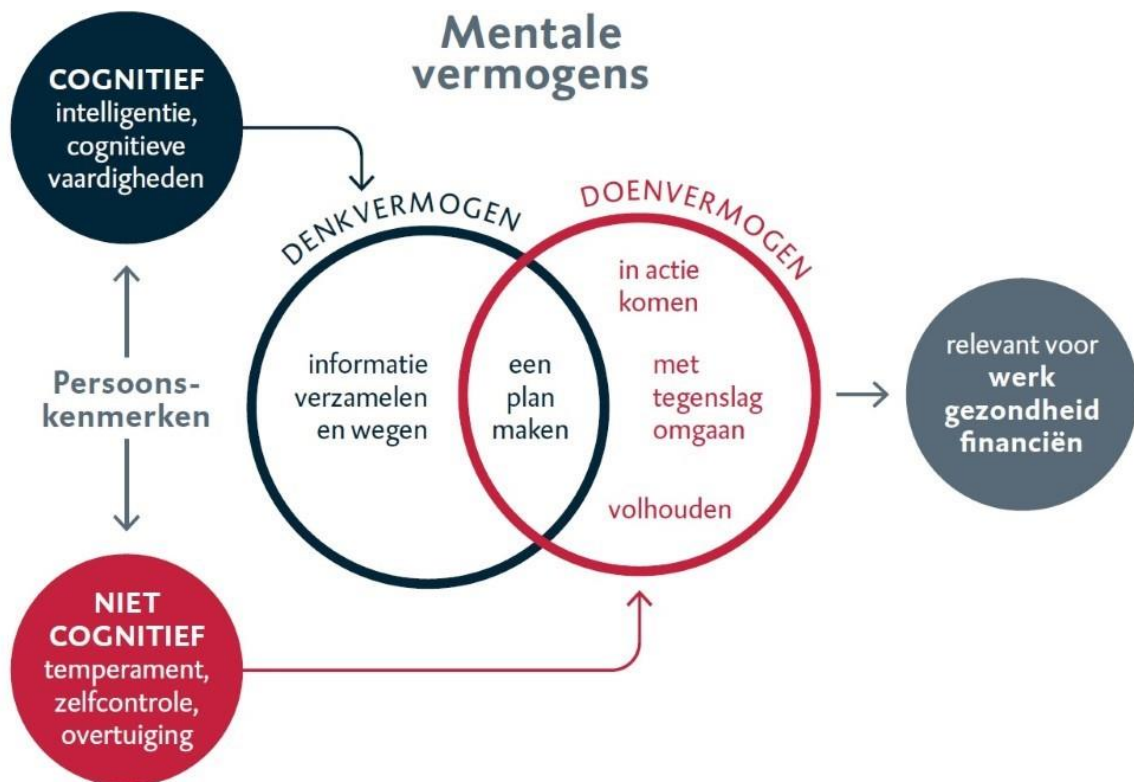 Mentale
vermogens
COGNITIEF
intelligentie,
cognitieve
vaardigheden
Persoons-
kenmerken
NIET
COGNITIEF
temperament,
zelfcontrole,
overtuiging
DENKVERMOGEN
informatie
verzamelen
en wegen
een
plan
maken
DOENVERMOGEN
in actie
komen
met
tegenslag
omgaan
volhouden
relevant voor
werk
gezondheid
financiën